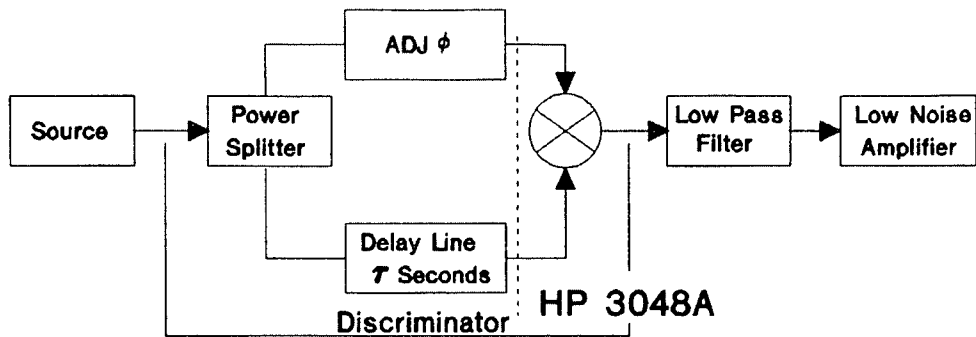 ADJ ϕ
Source
Power
Splitter
Low Pass
Filter
Low Noise
Amplifier
Delay Line
τ Seconds
HP 3048A
Discriminator